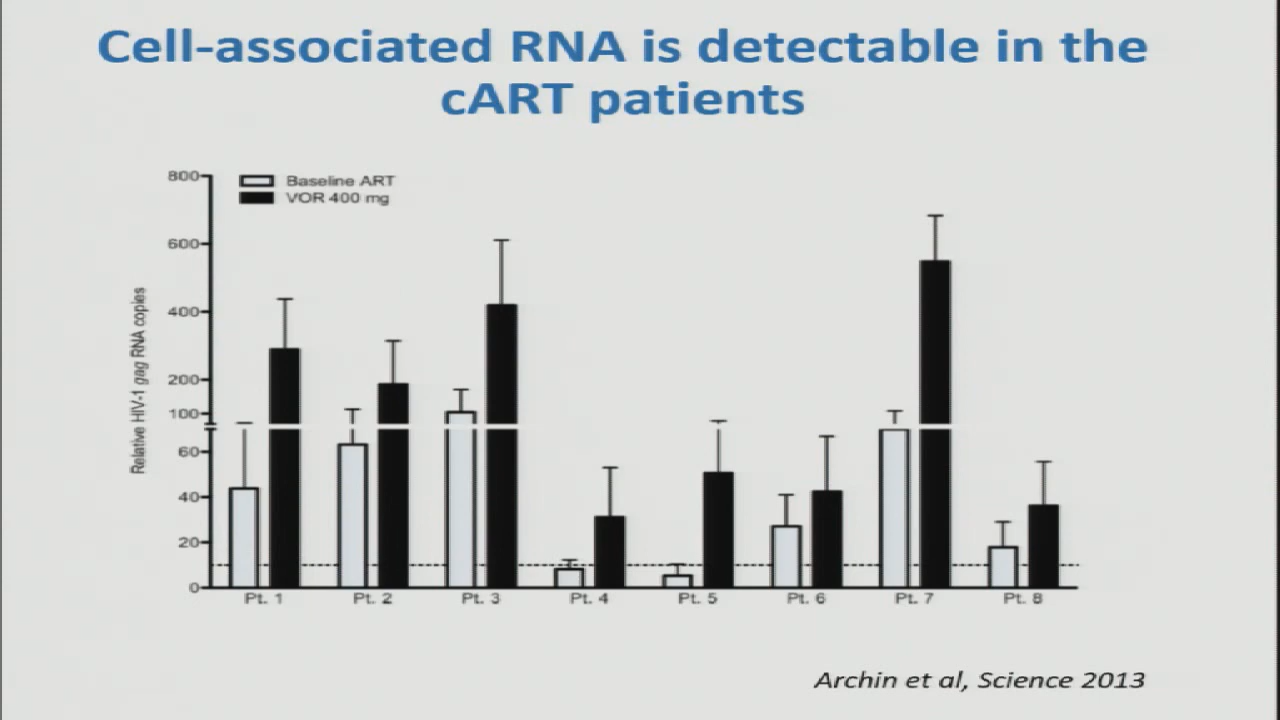 Cell-associated RNA is detectable in the
cART patients
Baseline ART
VOR 400 mg
800
600
400
200
100
60
40
20
0
Relative HIV-1 gag RNA copies
Pt. 1 Pt. 2 Pt. 3 Pt. 4 Pt. 5 Pt. 6 Pt. 7 Pt. 8
Archin et al, Science 2013